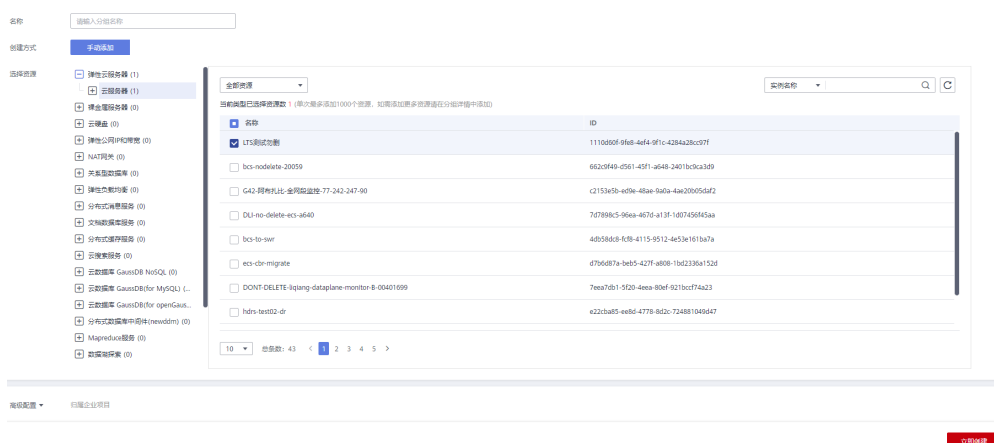 名称
请输入分组名称
创建方式
手动添加
选择资源
弹性云服务器 (1)
云服务器 (1)
裸金属服务器 (0)
云硬盘 (0)
弹性公网IP和带宽 (0)
NAT网关 (0)
关系型数据库 (0)
弹性负载均衡 (0)
分布式消息服务 (0)
文档数据库服务 (0)
分布式缓存服务 (0)
云搜索服务 (0)
云数据库 GaussDB NoSQL (0)
云数据库 GaussDB(for MySQL) (...
云数据库 GaussDB(for openGaus...
分布式数据库中间件(newddm) (0)
Mapreduce服务 (0)
数据湖探索 (0)
全部资源
实例名称
当前类型已选择资源数 1 (单次最多添加1000个资源，如需添加更多资源请在分组详情中添加)
名称 ID
LTS测试勿删 1110d60f-9fe8-4ef4-9f1c-4284a28cc97f
bcs-nodelete-20059 662c9f49-d561-45f1-a648-2401bc9ca3d9
G42-阿布扎比-全网段监控-77-242-247-90 c2153e5b-ed9e-48ae-9a0a-4ae20b05daf2
DLI-no-delete-ecs-a640 7d7898c5-96ea-467d-a13f-1d07456f45aa
bcs-to-swr 4db58dc8-fcf8-4115-9512-4e53e161ba7a
ecs-cbr-migrate d7b6d87a-beb5-427f-a808-1bd2336a152d
DONT-DELETE-liqiang-dataplane-monitor-B-00401699 7eea7db1-5f20-4eea-80ef-921bccf74a23
hdrs-test02-dr e22cba85-ee8d-4778-8d2c-724881049d47
10 总条数: 43 < 1 2 3 4 5 >
高级配置 归属企业项目
立即创建